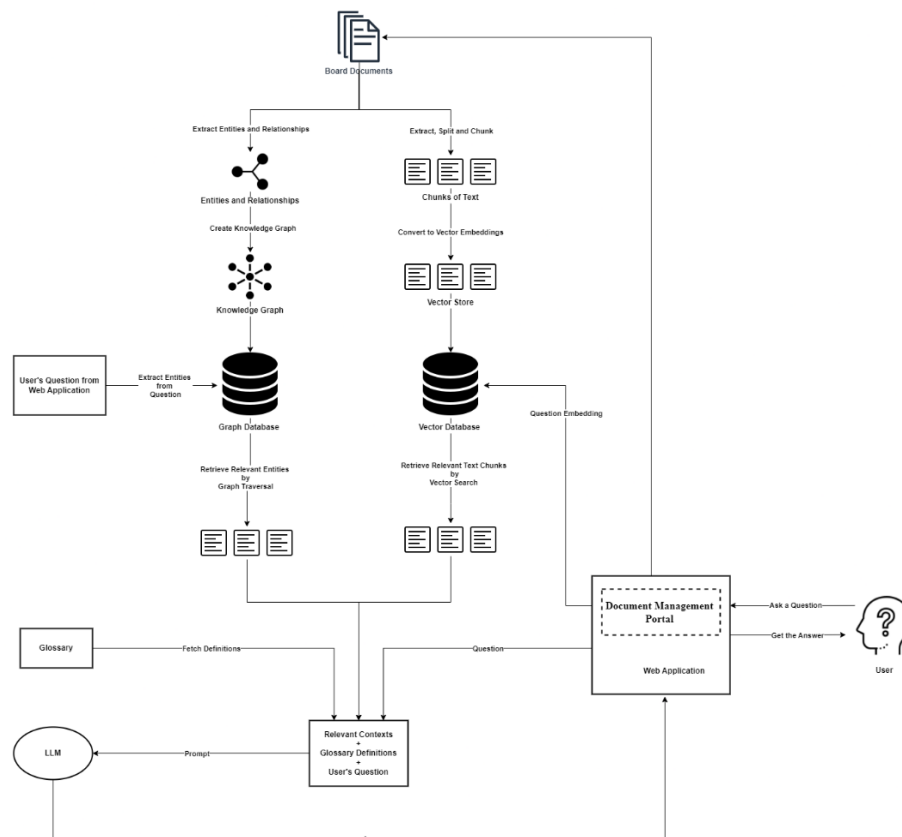 Board Documents
Extract Entities and Relationships
Extract, Split and Chunk
Entities and Relationships
Chunks of Text
Create Knowledge Graph
Convert to Vector Embeddings
Knowledge Graph
Vector Store
User's Question from
Web Application
Extract Entities
from
Question
Question Embedding
Graph Database
Vector Database
Retrieve Relevant Entities
by
Graph Traversal
Retrieve Relevant Text Chunks
by
Vector Search
Document Management
Portal
Web Application
Ask a Question
Get the Answer
User
Glossary
Fetch Definitions
Question
Relevant Contexts
+
Glossary Definitions
+
User's Question
Prompt
LLM